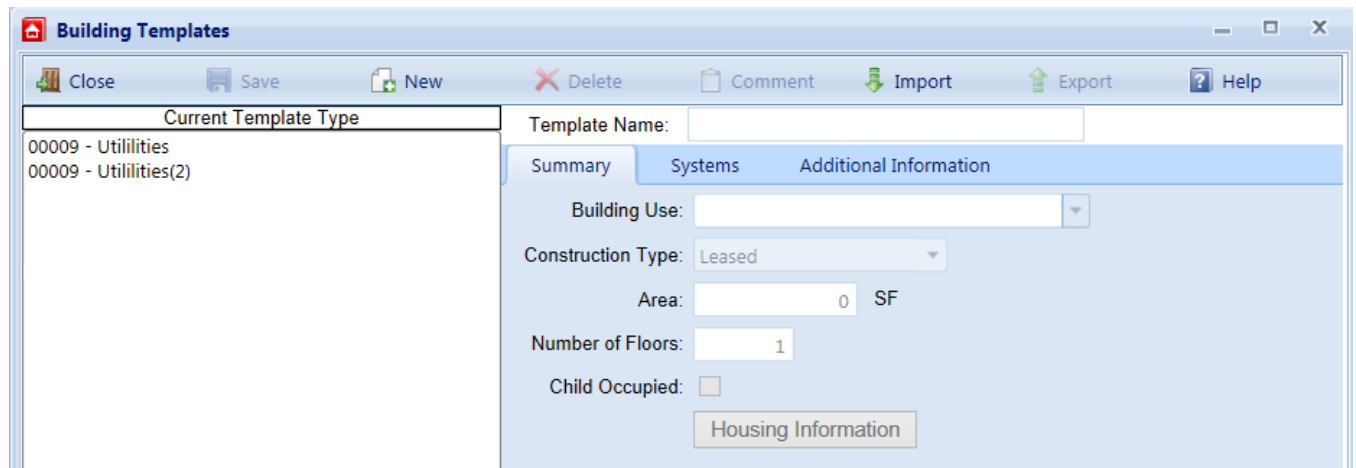 Building Templates
Close Save New Delete Comment Import Export ? Help
Current Template Type
00009 - Utililities
00009 - Utililities(2)
Template Name:
Summary Systems Additional Information
Building Use:
Construction Type: Leased
Area: 0 SF
Number of Floors: 1
Child Occupied:
Housing Information